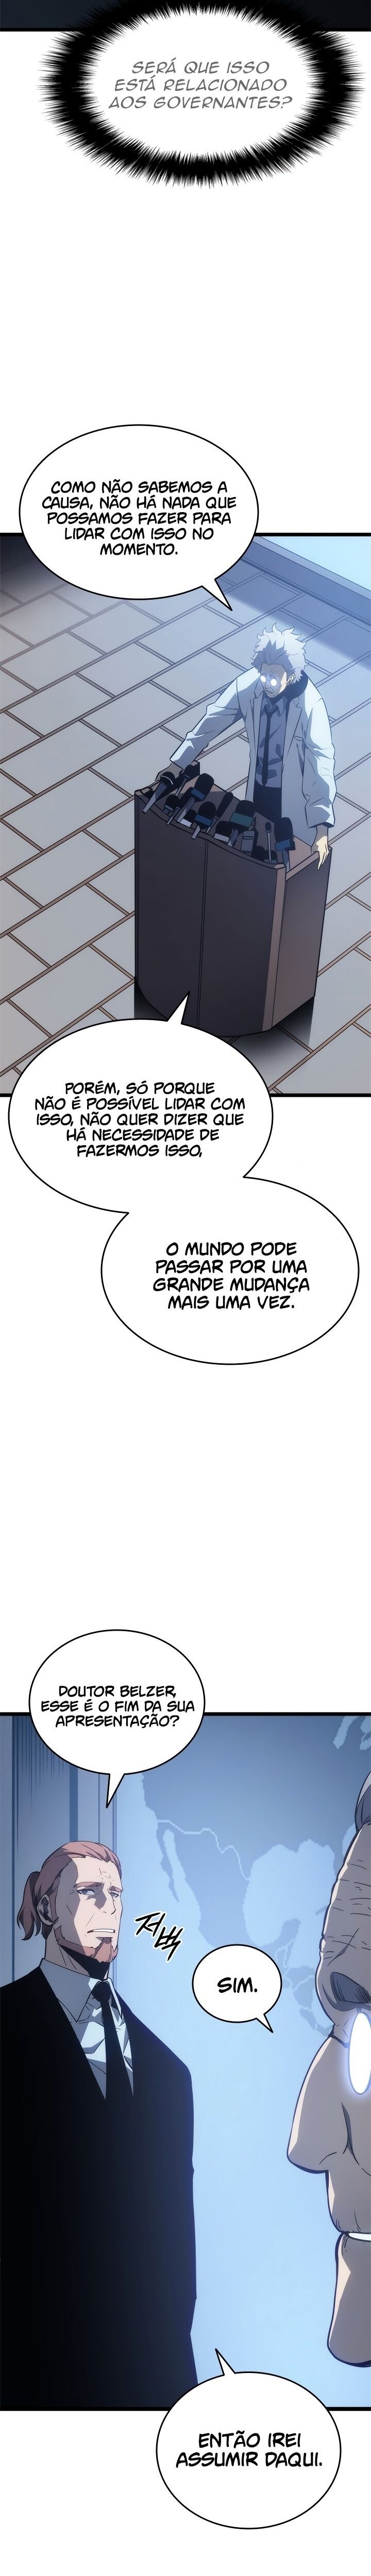 SERÁ QUE ISSO
ESTÁ RELACIONADO
AOS GOVERNANTES?
COMO NÃO SABEMOS A
CAUSA, NÃO HÁ NADA QUE
POSSAMOS FAZER PARA
LIDAR COM ISSO NO
MOMENTO.
PORÉM, SÓ PORQUE
NÃO É POSSÍVEL LIDAR COM
ISSO, NÃO QUER DIZER QUE
HÁ NECESSIDADE DE
FAZERMOS ISSO,
O MUNDO PODE
PASSAR POR UMA
GRANDE MUDANÇA
MAIS UMA VEZ.
DOUTOR BELZER,
ESSE É O FIM DA SUA
APRESENTAÇÃO?
저벅
SIM.
ENTÃO IREI
ASSUMIR DAQUI.